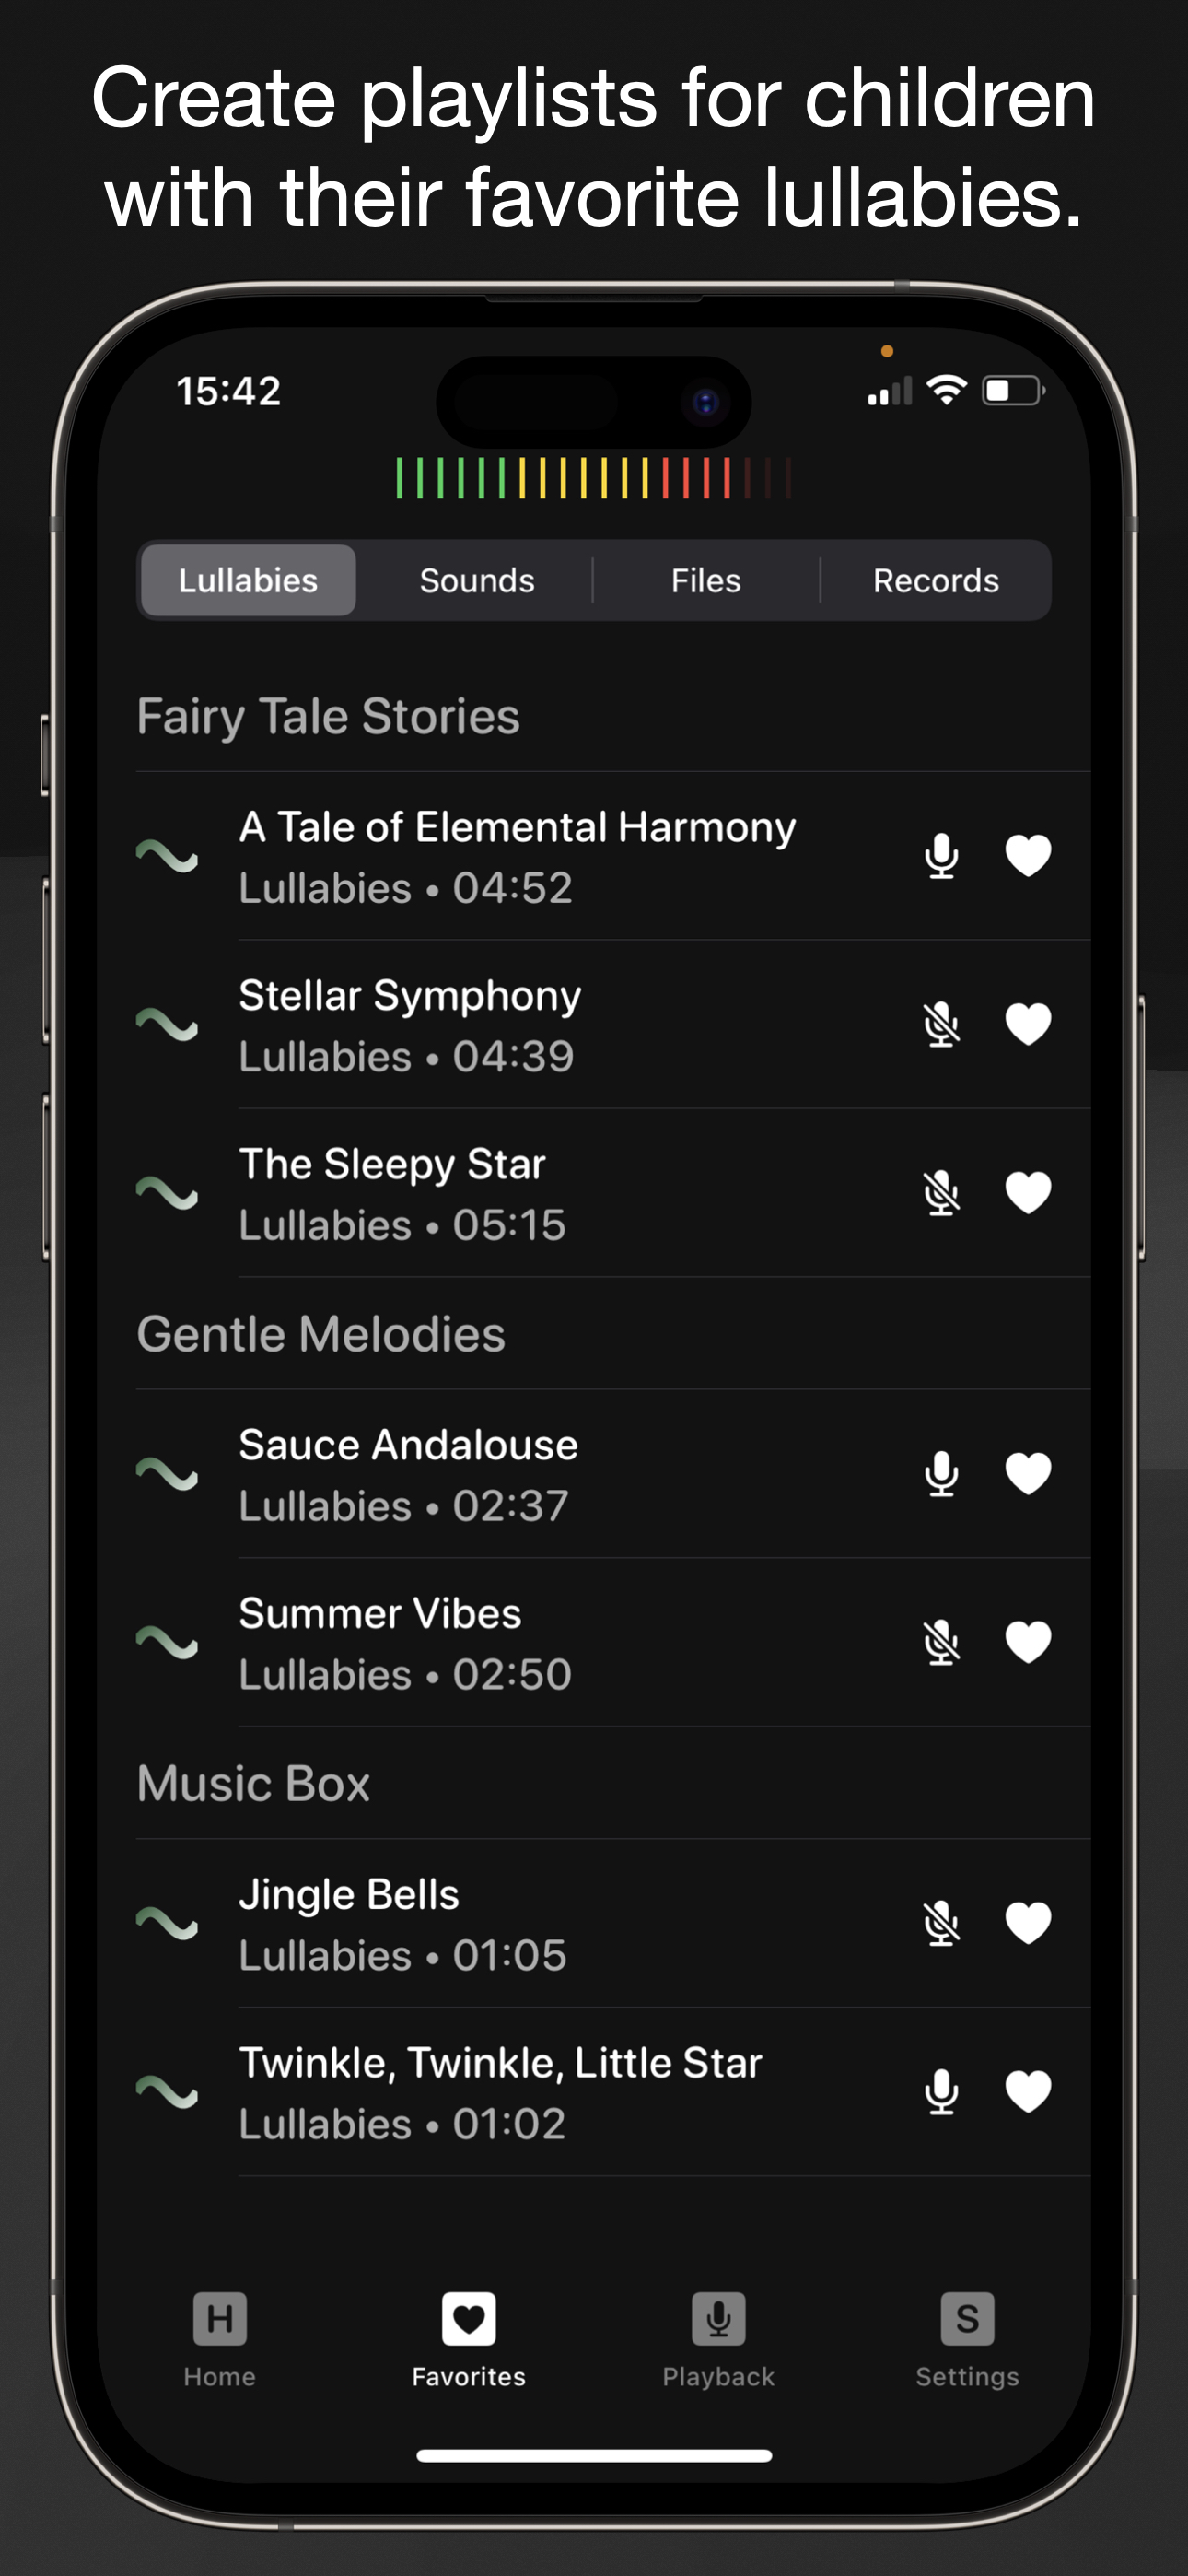 Create playlists for children
with their favorite lullabies.
15:42
Lullabies Sounds Files Records
Fairy Tale Stories
A Tale of Elemental Harmony
Lullabies • 04:52
Stellar Symphony
Lullabies • 04:39
The Sleepy Star
Lullabies • 05:15
Gentle Melodies
Sauce Andalouse
Lullabies • 02:37
Summer Vibes
Lullabies • 02:50
Music Box
Jingle Bells
Lullabies • 01:05
Twinkle, Twinkle, Little Star
Lullabies • 01:02
H S
Home Favorites Playback Settings